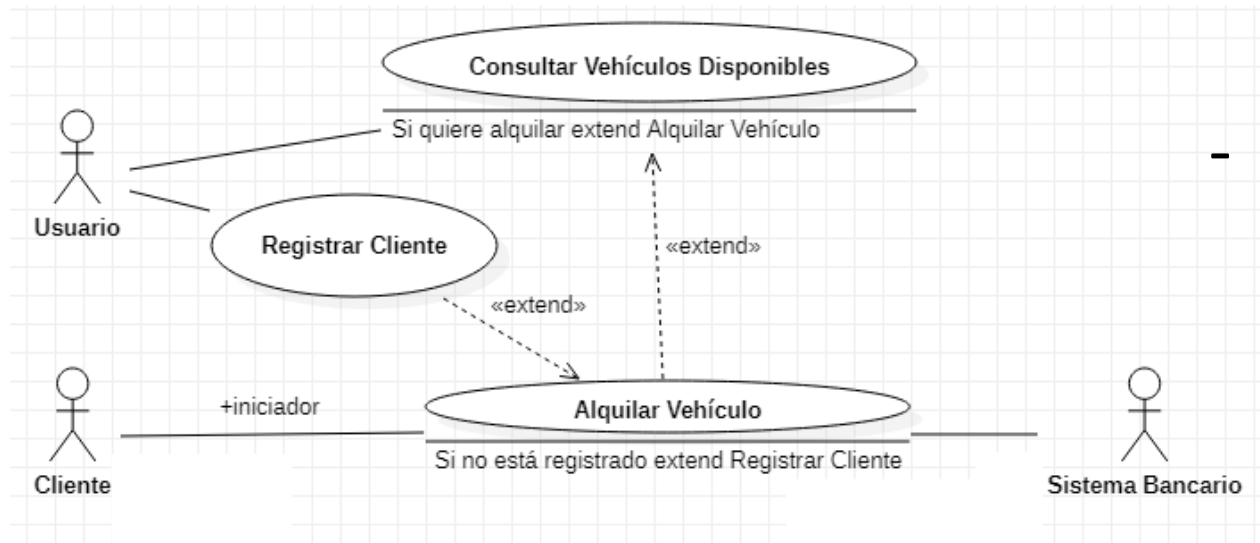 Consultar Vehículos Disponibles
Si quiere alquilar extend Alquilar Vehículo
Usuario
Registrar Cliente
«extend»
«extend»
+iniciador
Alquilar Vehículo
Si no está registrado extend Registrar Cliente
Cliente
Sistema Bancario